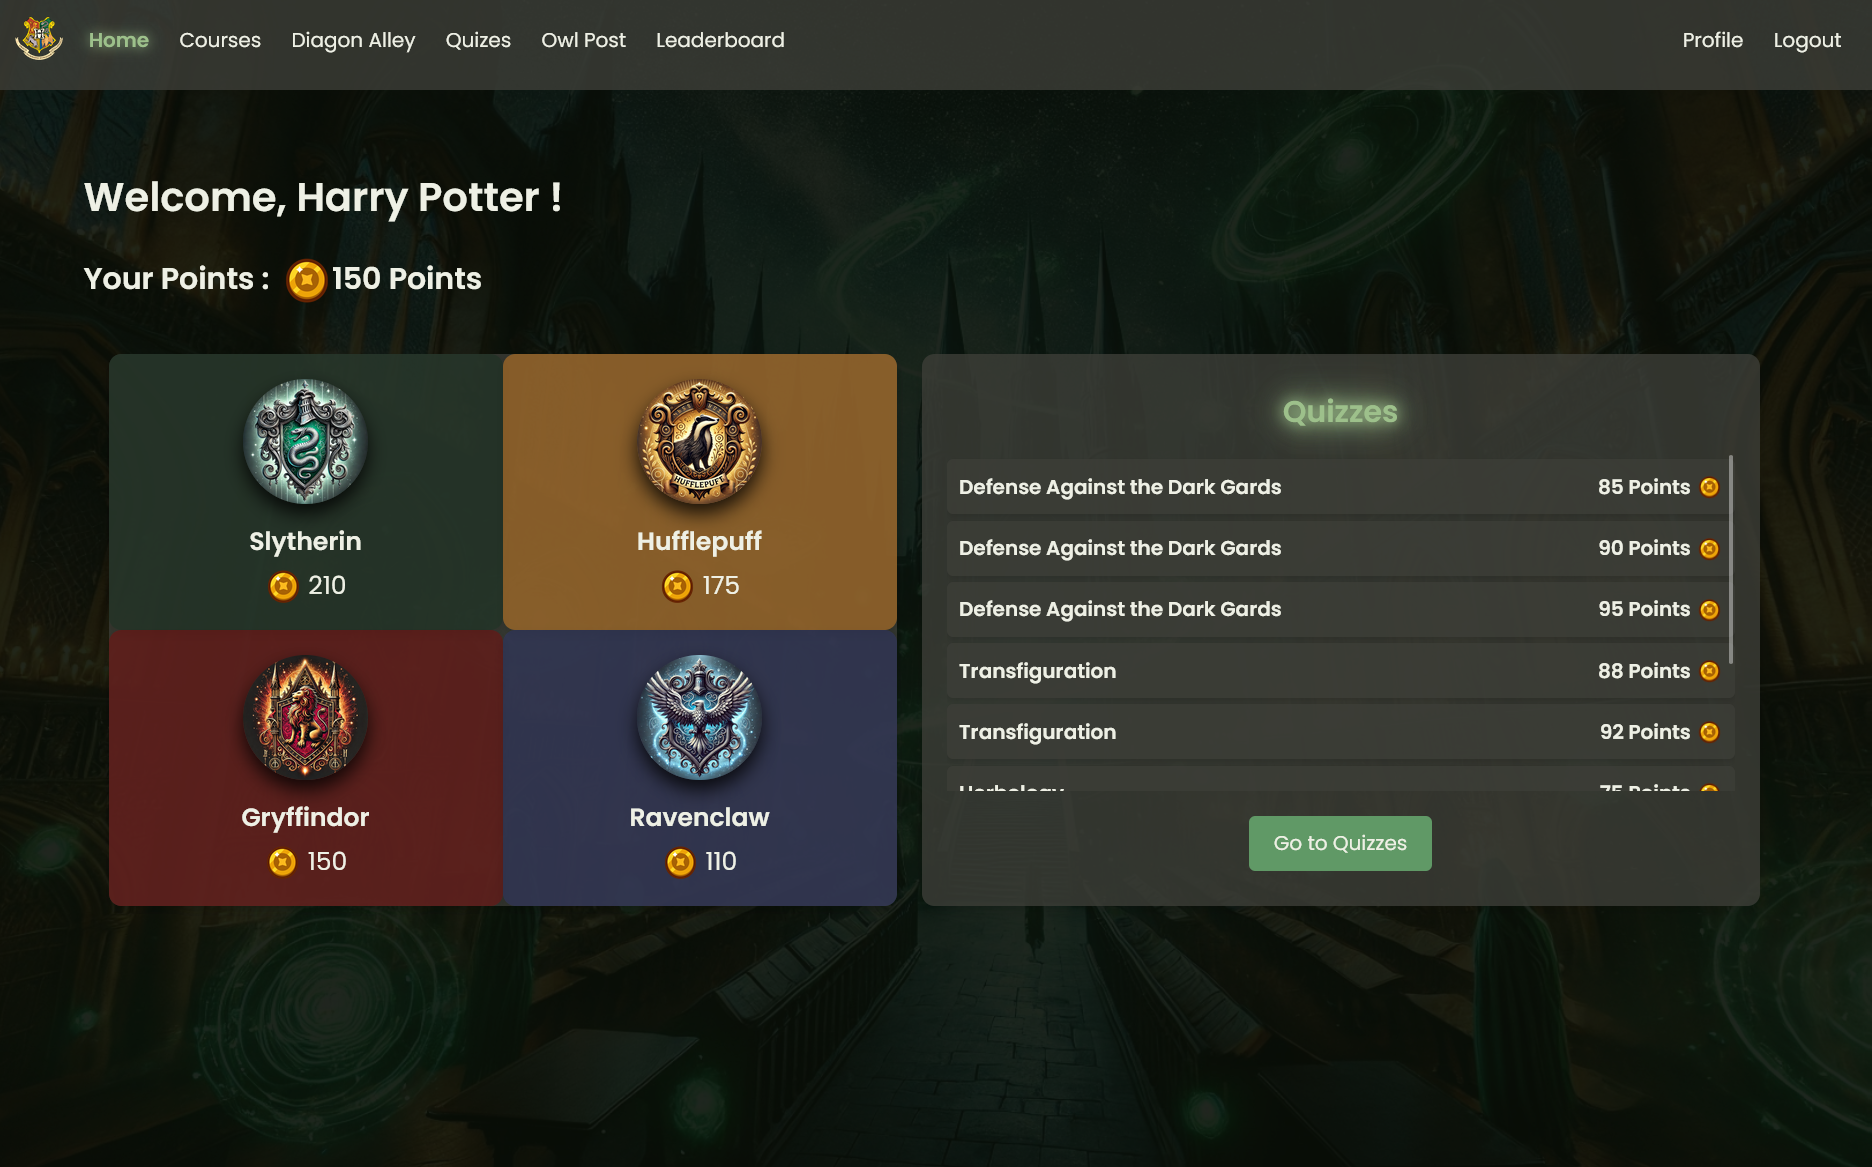 Home Courses Diagon Alley Quizes Owl Post Leaderboard Profile Logout
Welcome, Harry Potter !
Your Points : 150 Points
Slytherin
210
HUFFLEPUFF
Hufflepuff
175
Gryffindor
150
Ravenclaw
110
Quizzes
Defense Against the Dark Gards 85 Points
Defense Against the Dark Gards 90 Points
Defense Against the Dark Gards 95 Points
Transfiguration 88 Points
Transfiguration 92 Points
Herbology 75 Points
Go to Quizzes